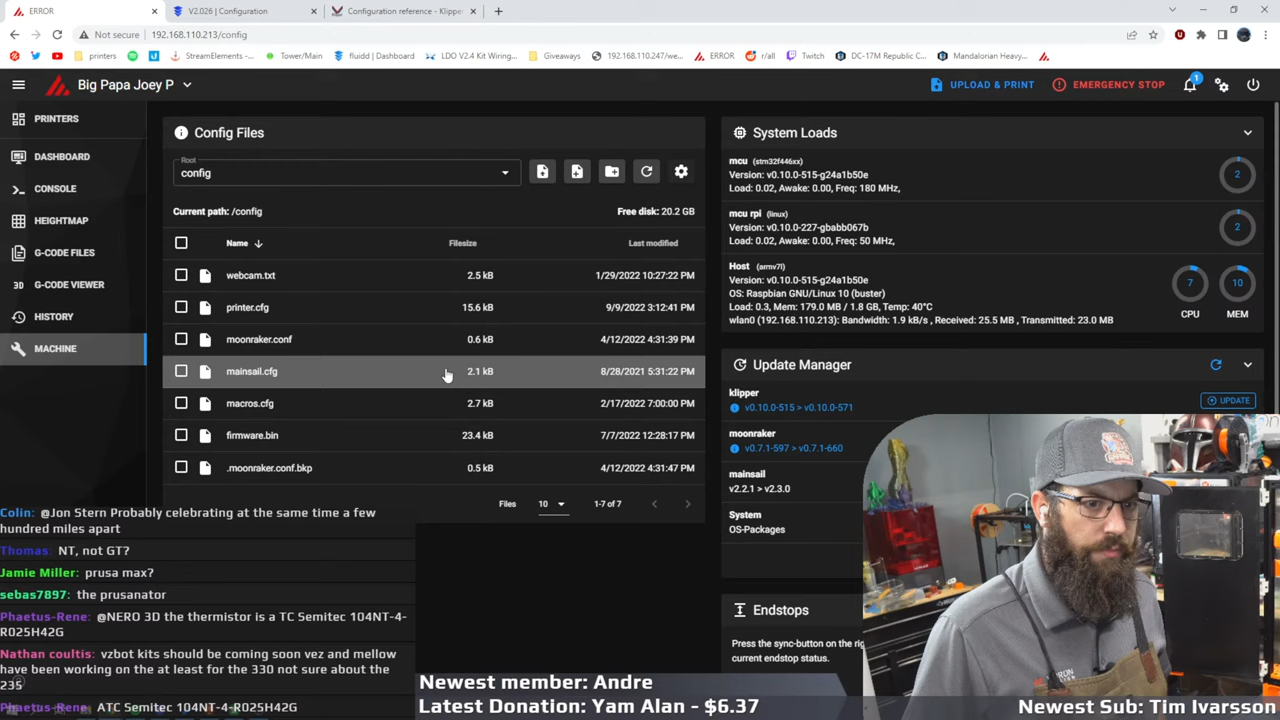 ERROR
V2.026 | Configuration
Configuration reference - Klippe
Not secure
192.168.110.213/config
printers
StreamElements
Tower/Main
fluidd | Dashboard
LDO V2.4 Kit Wiring...
Giveaways
192.168.110.247/we...
ERROR
r/all
Twitch
DC-17M Republic C...
Mandalorian Heavy...
Big Papa Joey P
UPLOAD & PRINT
EMERGENCY STOP
1
PRINTERS
DASHBOARD
CONSOLE
HEIGHTMAP
G-CODE FILES
3D G-CODE VIEWER
HISTORY
MACHINE
Config Files
Root
config
Current path: /config
Free disk: 20.2 GB
Name
Filesize
Last modified
webcam.txt 2.5 kB 1/29/2022 10:27:22 PM
printer.cfg 15.6 kB 9/9/2022 3:12:41 PM
moonraker.conf 0.6 kB 4/12/2022 4:31:39 PM
mainsail.cfg 2.1 kB 8/28/2021 5:31:22 PM
macros.cfg 2.7 kB 2/17/2022 7:00:00 PM
firmware.bin 23.4 kB 7/7/2022 12:28:17 PM
.moonraker.conf.bkp 0.5 kB 4/12/2022 4:31:47 PM
Files 10 1-7 of 7
System Loads
mcu (stm32f446xx)
Version: v0.10.0-515-g24a1b50e
Load: 0.02, Awake: 0.00, Freq: 180 MHz,
2
mcu rpi (linux)
Version: v0.10.0-227-gbabb067b
Load: 0.02, Awake: 0.00, Freq: 50 MHz,
2
Host (armv7l)
Version: v0.10.0-515-g24a1b50e
OS: Raspbian GNU/Linux 10 (buster)
Load: 0.3, Mem: 179.0 MB / 1.8 GB, Temp: 40°C
wlan0 (192.168.110.213): Bandwidth: 1.9 kB/s , Received: 25.5 MB , Transmitted: 23.0 MB
7
CPU
10
MEM
Update Manager
klipper
v0.10.0-515 > v0.10.0-571
UPDATE
moonraker
v0.7.1-597 > v0.7.1-660
mainsail
v2.2.1 > v2.3.0
System
OS-Packages
Endstops
Press the sync-button on the rig
current endstop status.
Colin: @Jon Stern Probably celebrating at the same time a few
hundred miles apart
Thomas: NT, not GT?
Jamie Miller: prusa max?
sebas7897: the prusanator
Phaetus-Rene: @NERO 3D the thermistor is a TC Semitec 104NT-4-
R025H42G
Nathan coultis: vzbot kits should be coming soon vez and mellow
have been working on the at least for the 330 not sure about the
235
Phaetus-Rene: ATC Semitec 104NT-4-R025H42G
Newest member: Andre
Latest Donation: Yam Alan - $6.37
Newest Sub: Tim Ivarsson